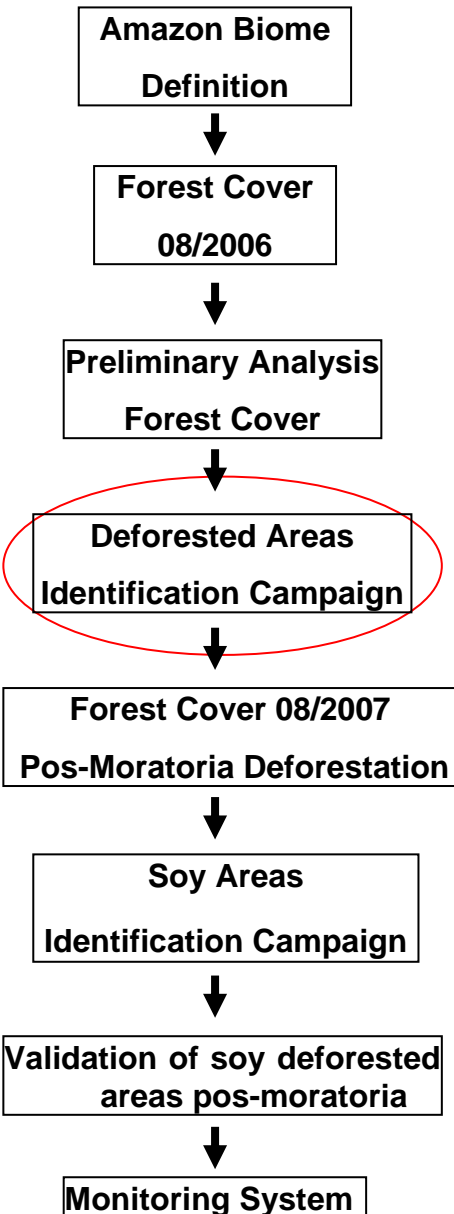 Amazon Biome
Definition
Forest Cover
08/2006
Preliminary Analysis
Forest Cover
Deforested Areas
Identification Campaign
Forest Cover 08/2007
Pos-Moratoria Deforestation
Soy Areas
Identification Campaign
Validation of soy deforested
areas pos-moratoria
Monitoring System